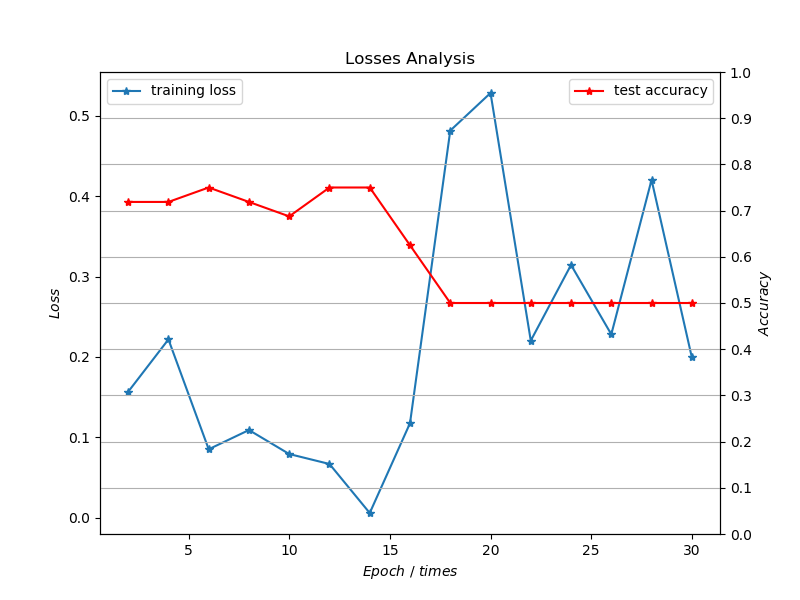 Losses Analysis
training loss
test accuracy
Loss
0.5
0.4
0.3
0.2
0.1
0.0
1.0
0.9
0.8
0.7
0.6
0.5
0.4
0.3
0.2
0.1
0.0
Accuracy
5 10 15 20 25 30
Epoch / times